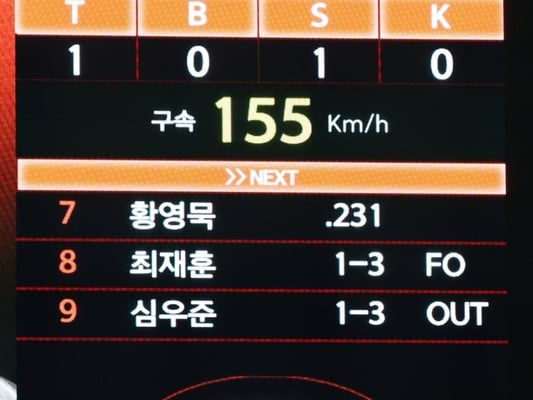 T B S K
1 0 1 0
구속 155 Km/h
>> NEXT
7 황영묵 .231
8 최재훈 1-3 FO
9 심우준 1-3 OUT